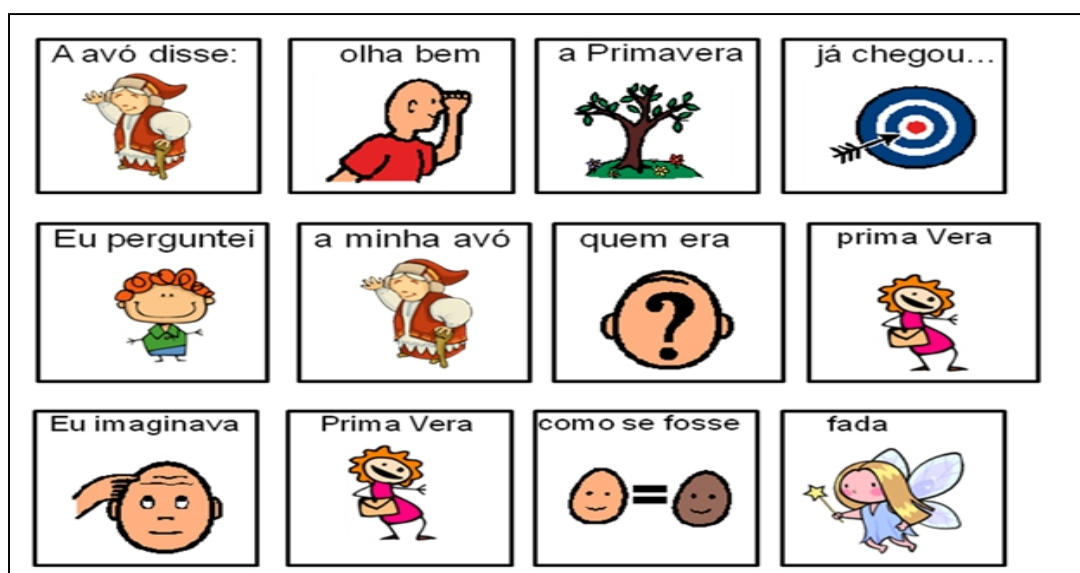 A avó disse: olha bem a Primavera já chegou...
Eu perguntei a minha avó quem era prima Vera
Eu imaginava Prima Vera como se fosse fada